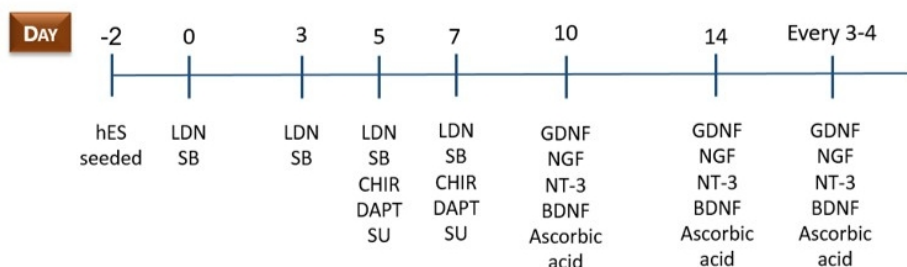 DAY
-2 0 3 5 7 10 14 Every 3-4
hES
seeded
LDN
SB
LDN
SB
LDN
SB
CHIR
DAPT
SU
LDN
SB
CHIR
DAPT
SU
GDNF
NGF
NT-3
BDNF
Ascorbic
acid
GDNF
NGF
NT-3
BDNF
Ascorbic
acid
GDNF
NGF
NT-3
BDNF
Ascorbic
acid